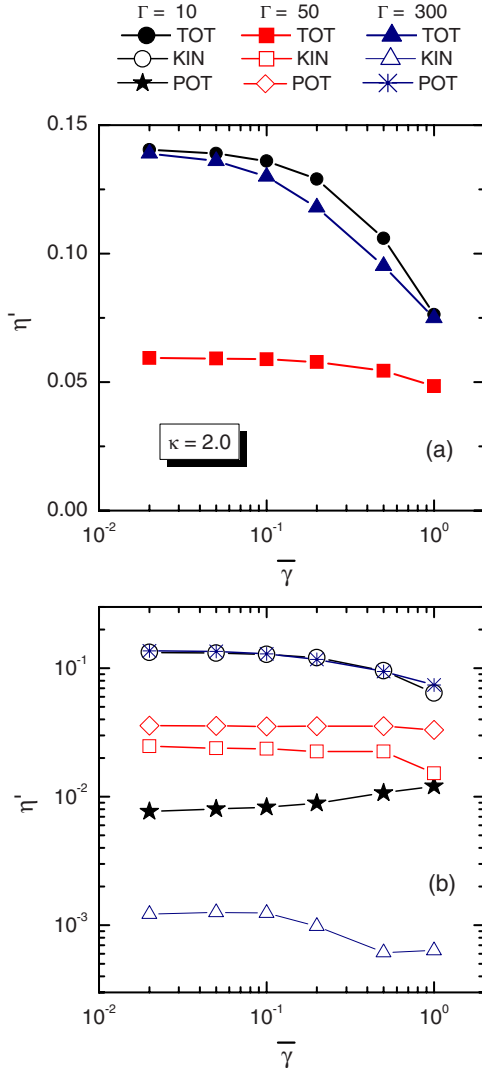 Γ = 10 Γ = 50 Γ = 300
TOT TOT TOT
KIN KIN KIN
POT POT POT
0.15
0.10
η'
0.05
κ = 2.0
(a)
0.00
10⁻² 10⁻¹ 10⁰
γ̅
10⁻¹
η'
10⁻²
(b)
10⁻³
10⁻² 10⁻¹ 10⁰
γ̅